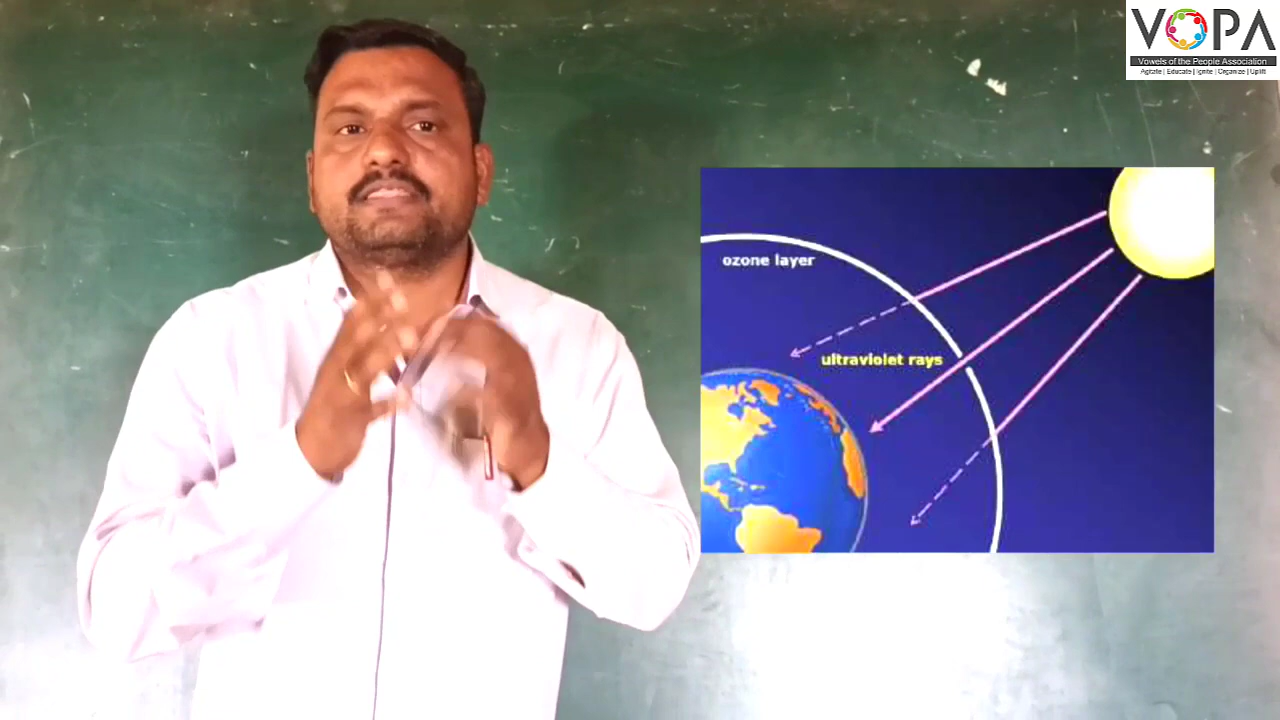 VOPA
Vowels of the People Association
Agitate | Educate | Ignite | Organize | Uplift
ozone layer
ultraviolet rays